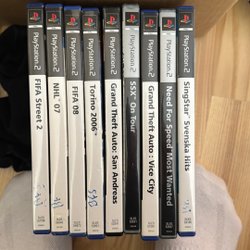 PlayStation 2
FIFA Street 2
PlayStation 2
NHL 07
PlayStation 2
FIFA 08
PlayStation 2
Torino 2006
PlayStation 2
Grand Theft Auto: San Andreas
PlayStation 2
SSX On Tour
PlayStation 2
Grand Theft Auto: Vice City
PlayStation 2
Need For Speed Most Wanted
PlayStation 2
SingStar Svenska Hits